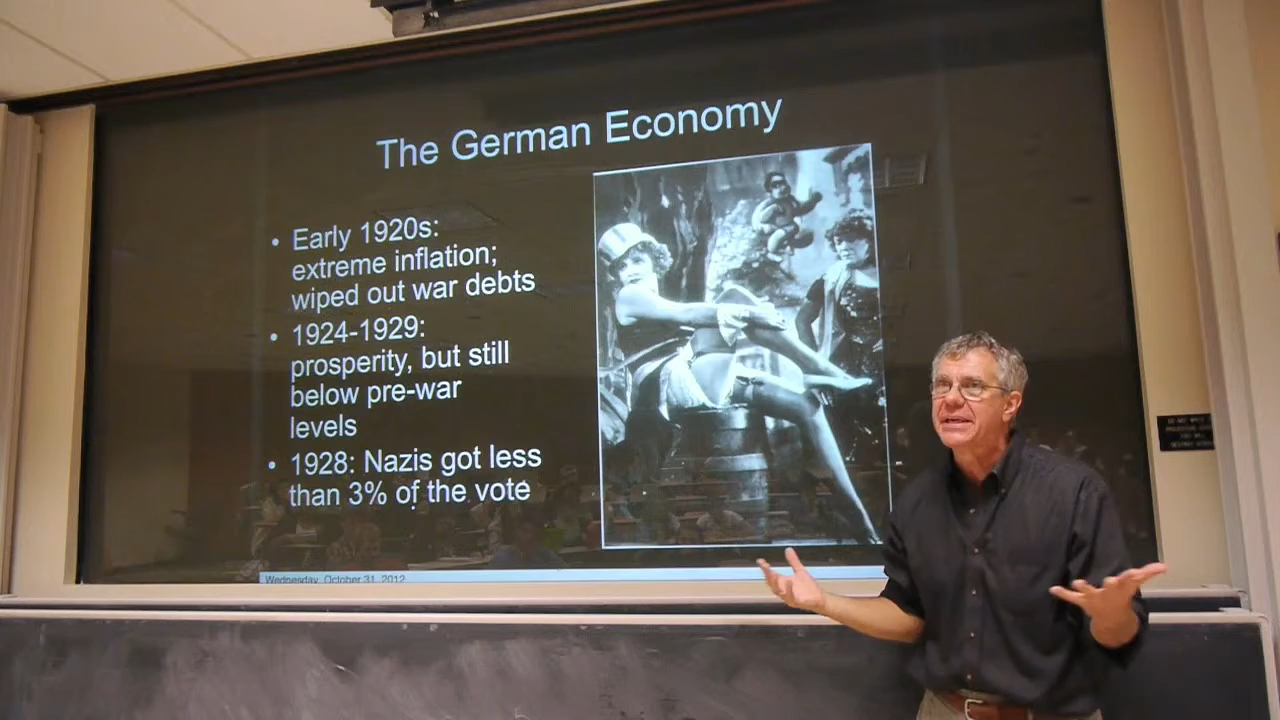 The German Economy
• Early 1920s:
extreme inflation;
wiped out war debts
• 1924-1929:
prosperity, but still
below pre-war
levels
• 1928: Nazis got less
than 3% of the vote
Wednesday, October 31, 2012